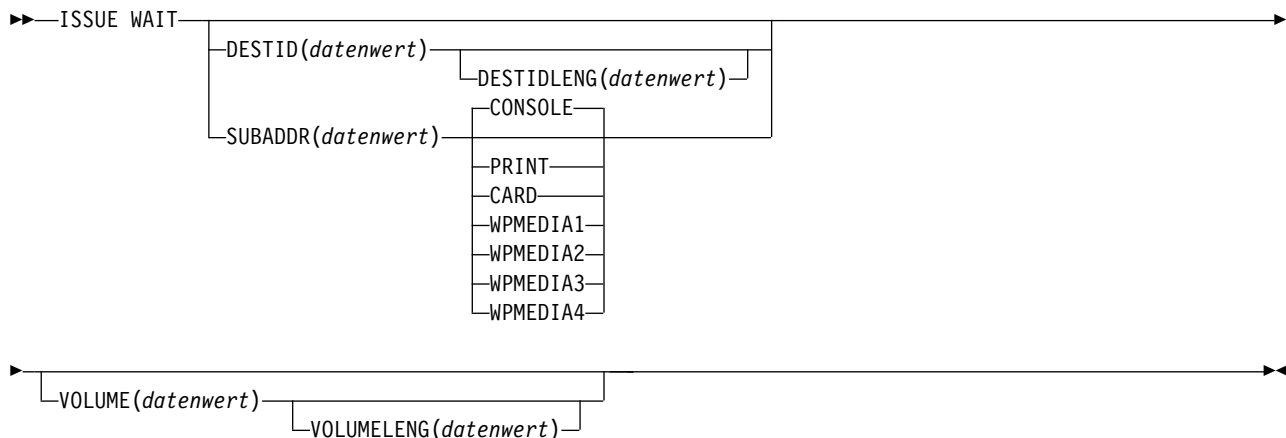 ISSUE WAIT
DESTID(datenwert)
DESTIDLENG(datenwert)
CONSOLE
SUBADDR(datenwert)
PRINT
CARD
WPMEDIA1
WPMEDIA2
WPMEDIA3
WPMEDIA4
VOLUME(datenwert)
VOLUMELENG(datenwert)